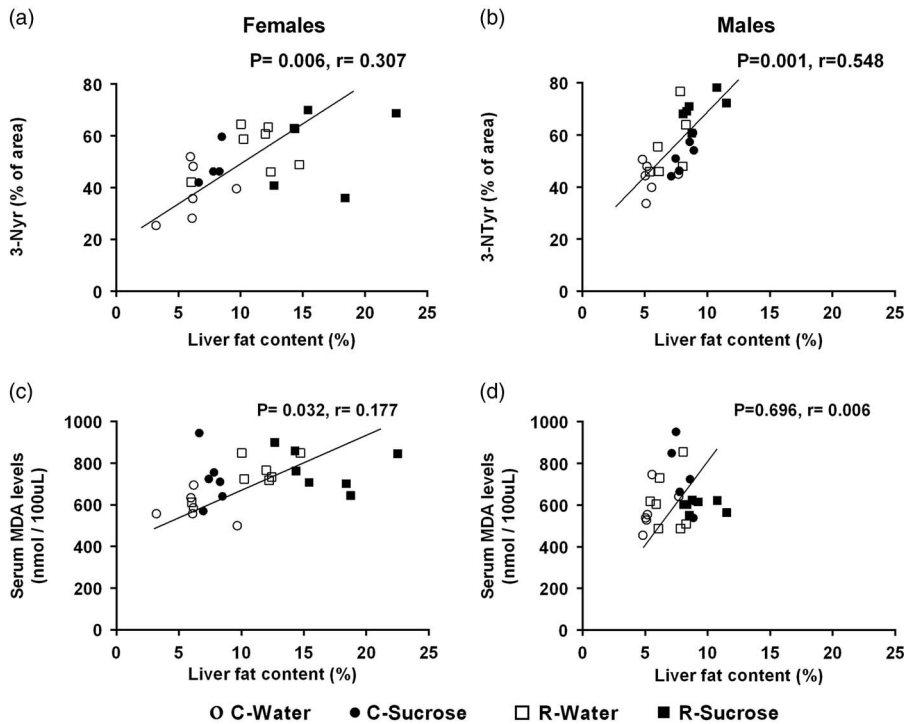 (a)
Females
P= 0.006, r= 0.307
3-Nyr (% of area)
80
60
40
20
0
0 5 10 15 20 25
Liver fat content (%)
(b)
Males
P=0.001, r=0.548
3-NTyr (% of area)
80
60
40
20
0
0 5 10 15 20 25
Liver fat content (%)
(c)
P= 0.032, r= 0.177
Serum MDA levels
(nmol / 100uL)
1000
800
600
400
200
0
0 5 10 15 20 25
Liver fat content (%)
(d)
P=0.696, r= 0.006
Serum MDA levels
(nmol / 100uL)
1000
800
600
400
200
0
0 5 10 15 20 25
Liver fat content (%)
C-Water C-Sucrose R-Water R-Sucrose